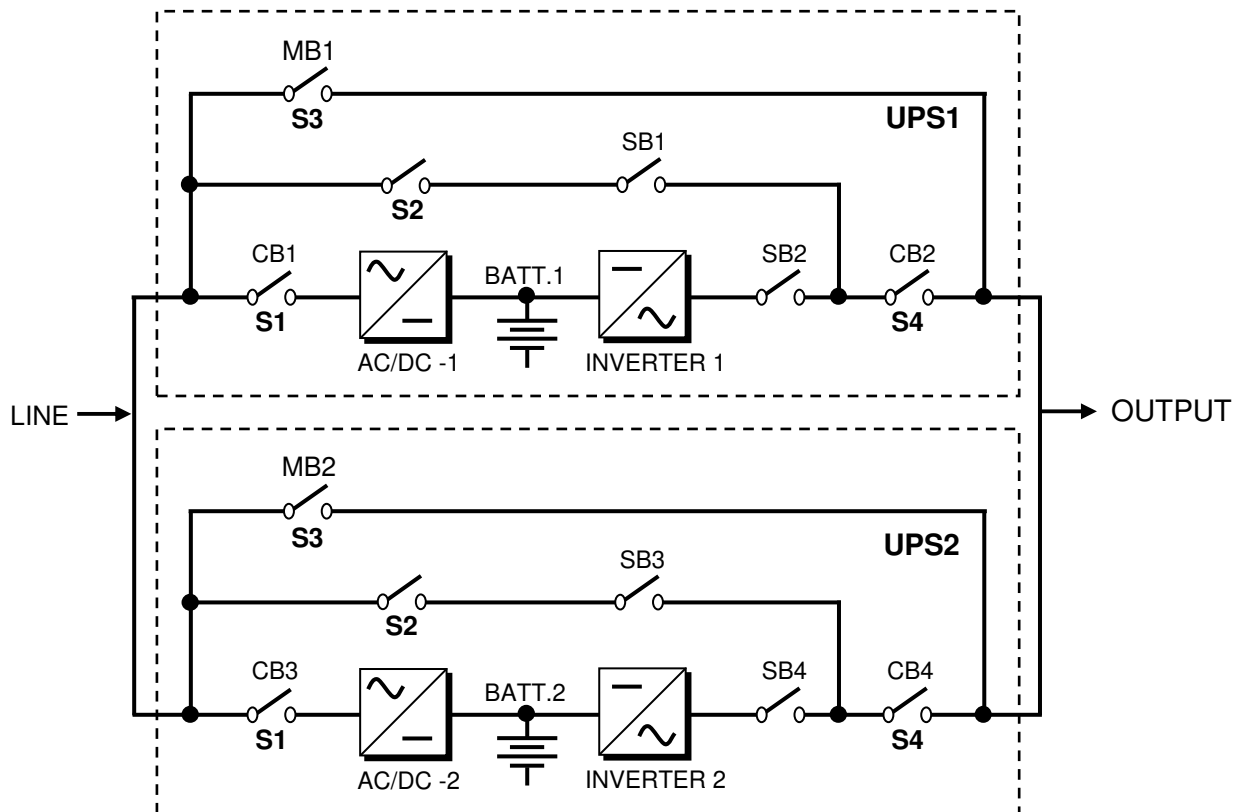 MB1
S3
UPS1
SB1
S2
CB1
S1
BATT.1
SB2
CB2
S4
AC/DC -1
INVERTER 1
LINE
OUTPUT
MB2
S3
UPS2
SB3
S2
CB3
S1
BATT.2
SB4
CB4
S4
AC/DC -2
INVERTER 2